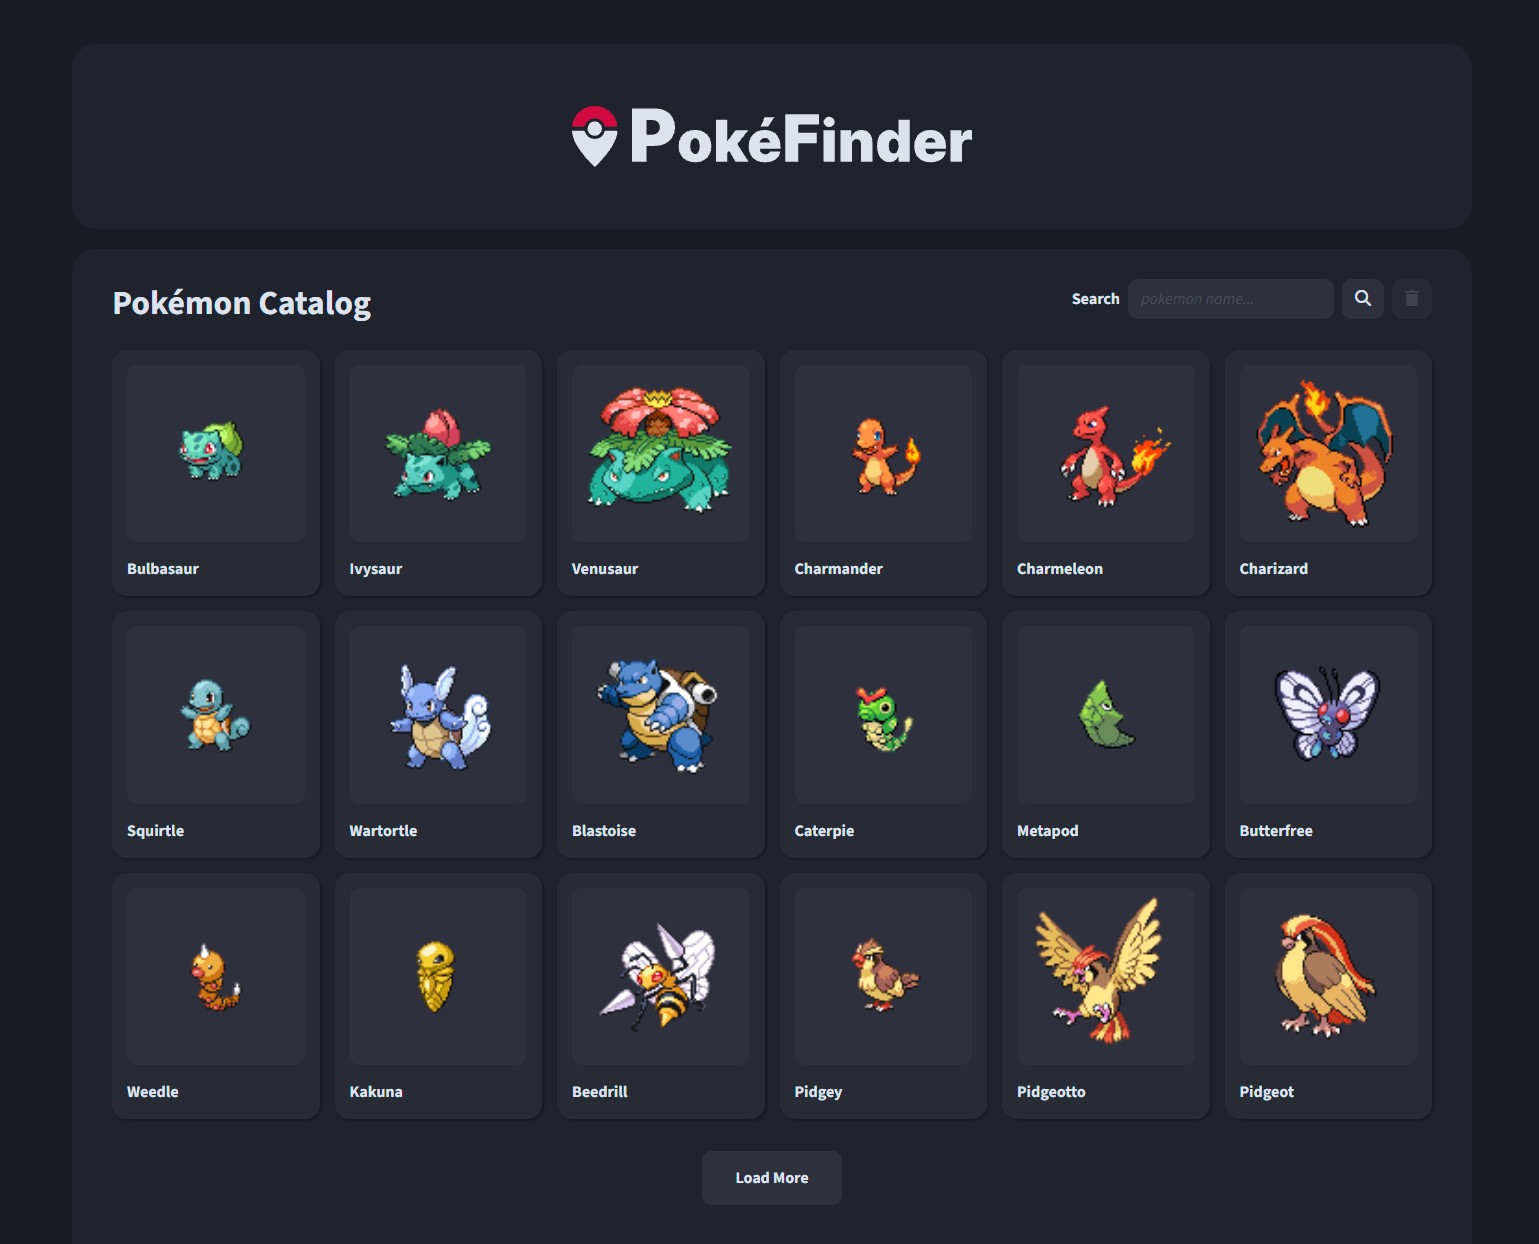 PokéFinder
Pokémon Catalog
Search
pokemon name...
Bulbasaur
Ivysaur
Venusaur
Charmander
Charmeleon
Charizard
Squirtle
Wartortle
Blastoise
Caterpie
Metapod
Butterfree
Weedle
Kakuna
Beedrill
Pidgey
Pidgeotto
Pidgeot
Load More